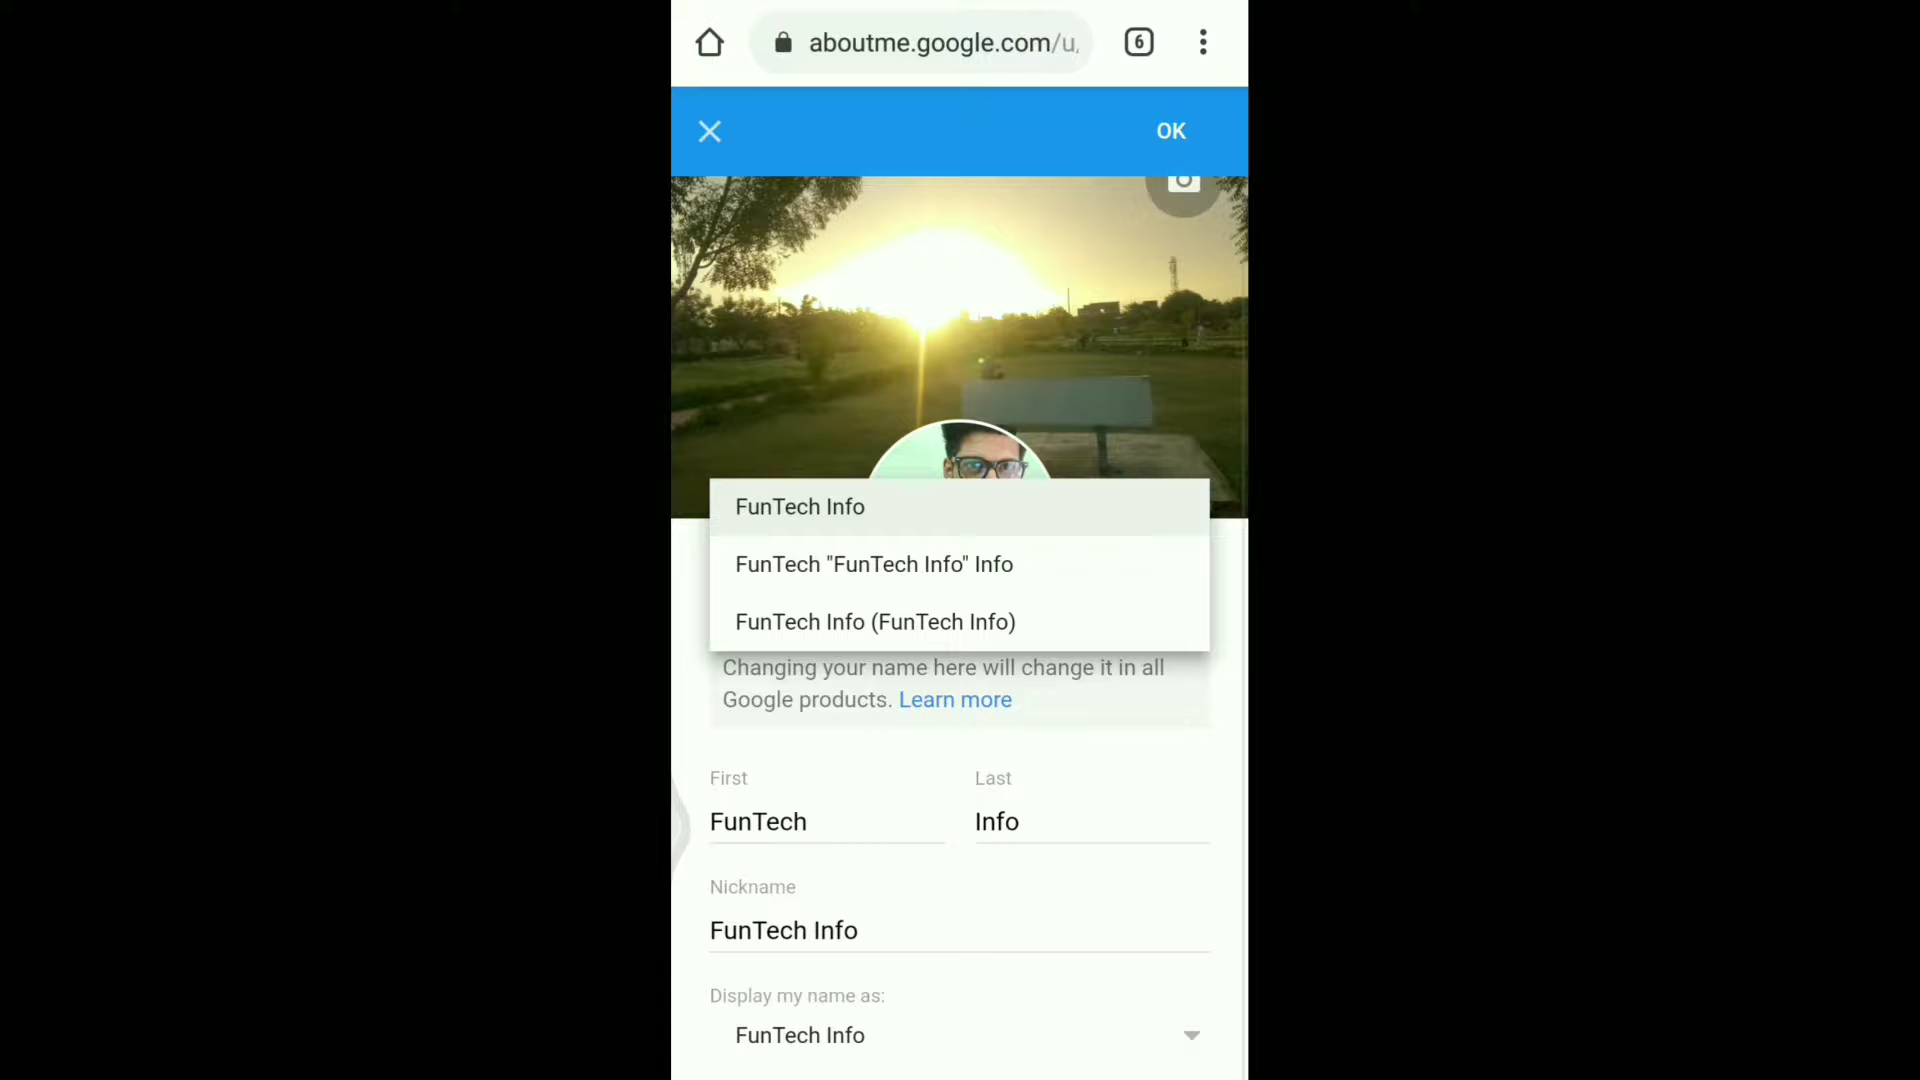 6
aboutme.google.com/u,
OK
FunTech Info
FunTech "FunTech Info" Info
FunTech Info (FunTech Info)
Changing your name here will change it in all
Google products. Learn more
First
Last
FunTech
Info
Nickname
FunTech Info
Display my name as:
FunTech Info